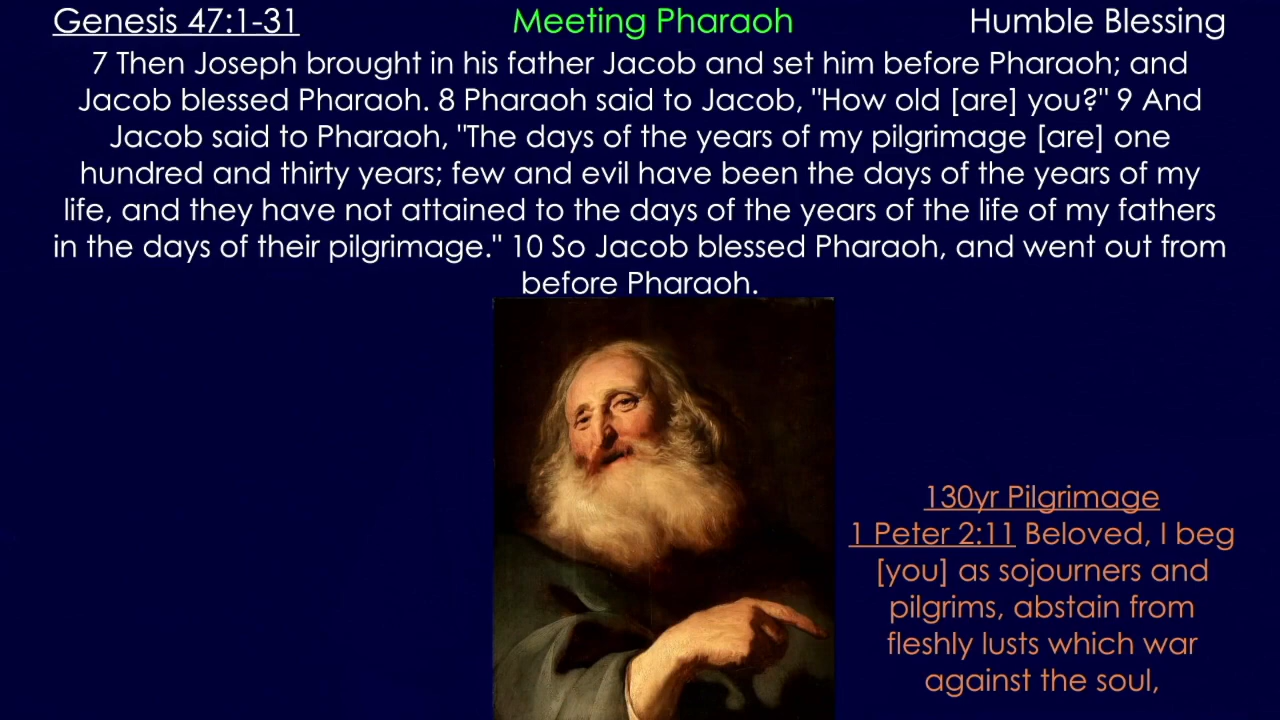 Genesis 47:1-31 Meeting Pharaoh Humble Blessing
7 Then Joseph brought in his father Jacob and set him before Pharaoh; and
Jacob blessed Pharaoh. 8 Pharaoh said to Jacob, "How old [are] you?" 9 And
Jacob said to Pharaoh, "The days of the years of my pilgrimage [are] one
hundred and thirty years; few and evil have been the days of the years of my
life, and they have not attained to the days of the years of the life of my fathers
in the days of their pilgrimage." 10 So Jacob blessed Pharaoh, and went out from
before Pharaoh.
130yr Pilgrimage
1 Peter 2:11 Beloved, I beg
[you] as sojourners and
pilgrims, abstain from
fleshly lusts which war
against the soul,